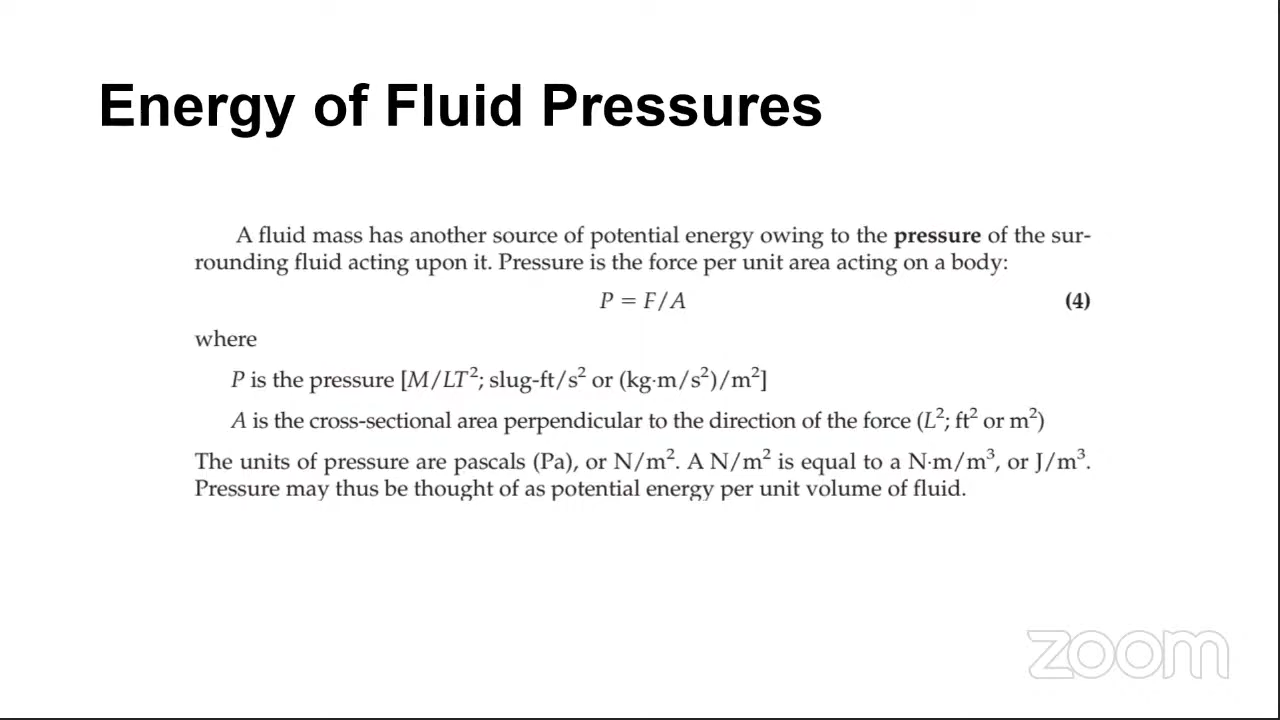 Energy of Fluid Pressures
A fluid mass has another source of potential energy owing to the pressure of the sur-
rounding fluid acting upon it. Pressure is the force per unit area acting on a body:
P = F/A (4)
where
P is the pressure [M/LT²; slug-ft/s² or (kg·m/s²)/m²]
A is the cross-sectional area perpendicular to the direction of the force (L²; ft² or m²)
The units of pressure are pascals (Pa), or N/m². A N/m² is equal to a N·m/m³, or J/m³.
Pressure may thus be thought of as potential energy per unit volume of fluid.
zoom